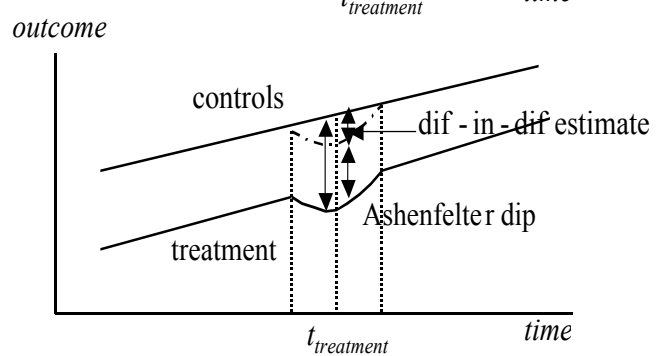 t_treatment time
outcome
controls
dif - in - dif estimate
Ashenfelter dip
treatment
t_treatment
time